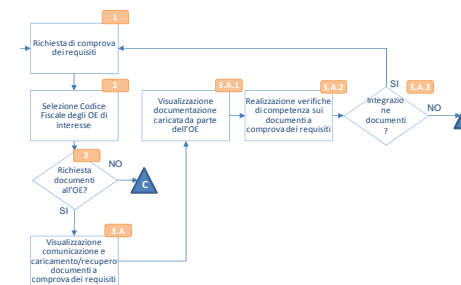 1
Richiesta di comprova
dei requisiti
2
Selezione Codice
Fiscale degli OE di
interesse
3
Richiesta
documenti
all'OE?
NO
C
SI
3.A
Visualizzazione
comunicazione e
caricamento/recupero
documenti a
comprova dei requisiti
3.A.1
Visualizzazione
documentazione
caricata da parte
dell'OE
3.A.2
Realizzazione verifiche
di competenza sui
documenti a
comprova dei requisiti
3.A.3
SI
Integrazio
ne
documenti
?
NO